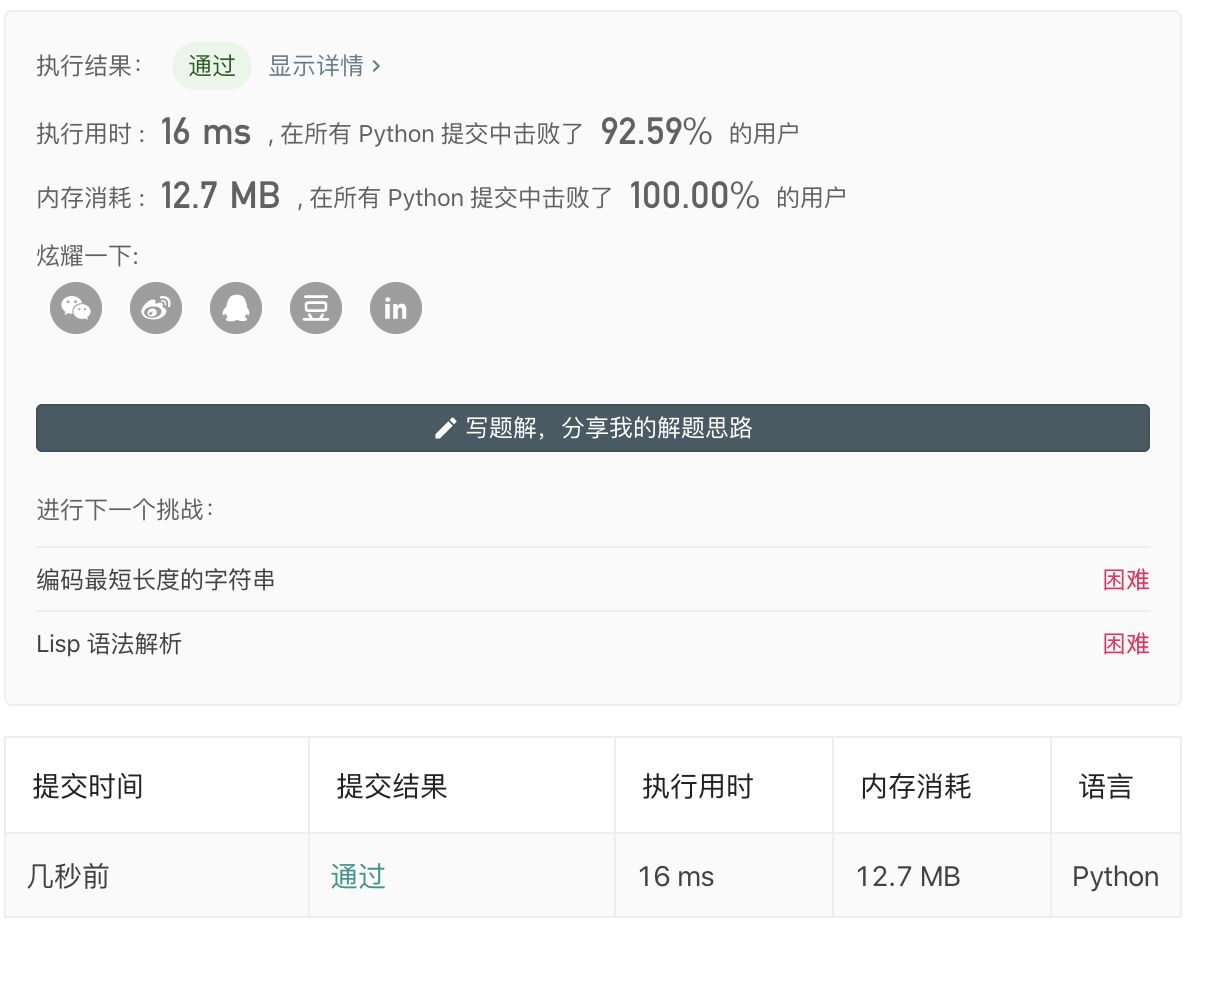 执行结果： 通过 显示详情 ›
执行用时 : 16 ms , 在所有 Python 提交中击败了 92.59% 的用户
内存消耗 : 12.7 MB , 在所有 Python 提交中击败了 100.00% 的用户
炫耀一下:
豆 in
写题解，分享我的解题思路
进行下一个挑战：
编码最短长度的字符串 困难
Lisp 语法解析 困难
提交时间 提交结果 执行用时 内存消耗 语言
几秒前 通过 16 ms 12.7 MB Python